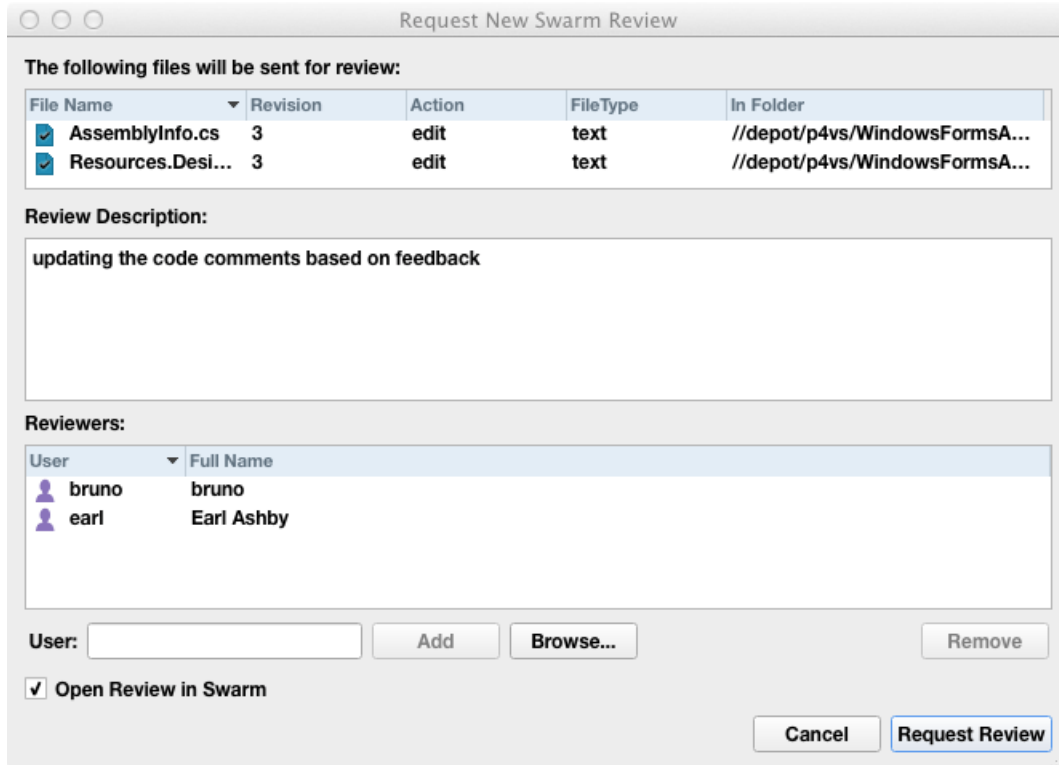 Request New Swarm Review
The following files will be sent for review:
File Name Revision Action FileType In Folder
AssemblyInfo.cs 3 edit text //depot/p4vs/WindowsFormsA...
Resources.Desi... 3 edit text //depot/p4vs/WindowsFormsA...
Review Description:
updating the code comments based on feedback
Reviewers:
User Full Name
bruno bruno
earl Earl Ashby
User: Add Browse... Remove
Open Review in Swarm
Cancel Request Review